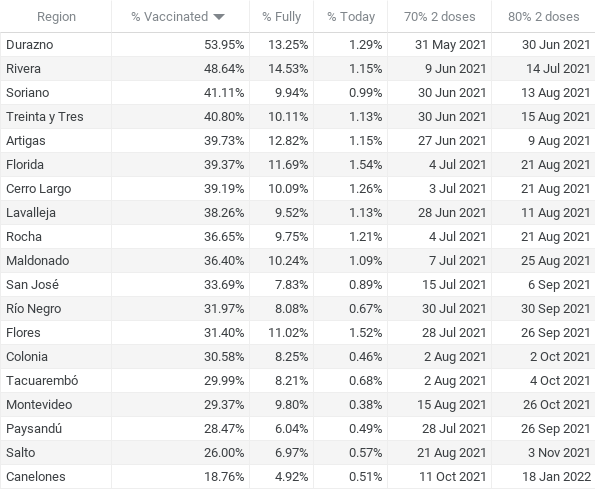 Region % Vaccinated % Fully % Today 70% 2 doses 80% 2 doses
Durazno 53.95% 13.25% 1.29% 31 May 2021 30 Jun 2021
Rivera 48.64% 14.53% 1.15% 9 Jun 2021 14 Jul 2021
Soriano 41.11% 9.94% 0.99% 30 Jun 2021 13 Aug 2021
Treinta y Tres 40.80% 10.11% 1.13% 30 Jun 2021 15 Aug 2021
Artigas 39.73% 12.82% 1.15% 27 Jun 2021 9 Aug 2021
Florida 39.37% 11.69% 1.54% 4 Jul 2021 21 Aug 2021
Cerro Largo 39.19% 10.09% 1.26% 3 Jul 2021 21 Aug 2021
Lavalleja 38.26% 9.52% 1.13% 28 Jun 2021 11 Aug 2021
Rocha 36.65% 9.75% 1.21% 4 Jul 2021 21 Aug 2021
Maldonado 36.40% 10.24% 1.09% 7 Jul 2021 25 Aug 2021
San José 33.69% 7.83% 0.89% 15 Jul 2021 6 Sep 2021
Río Negro 31.97% 8.08% 0.67% 30 Jul 2021 30 Sep 2021
Flores 31.40% 11.02% 1.52% 28 Jul 2021 26 Sep 2021
Colonia 30.58% 8.25% 0.46% 2 Aug 2021 2 Oct 2021
Tacuarembó 29.99% 8.21% 0.68% 2 Aug 2021 4 Oct 2021
Montevideo 29.37% 9.80% 0.38% 15 Aug 2021 26 Oct 2021
Paysandú 28.47% 6.04% 0.49% 28 Jul 2021 26 Sep 2021
Salto 26.00% 6.97% 0.57% 21 Aug 2021 3 Nov 2021
Canelones 18.76% 4.92% 0.51% 11 Oct 2021 18 Jan 2022